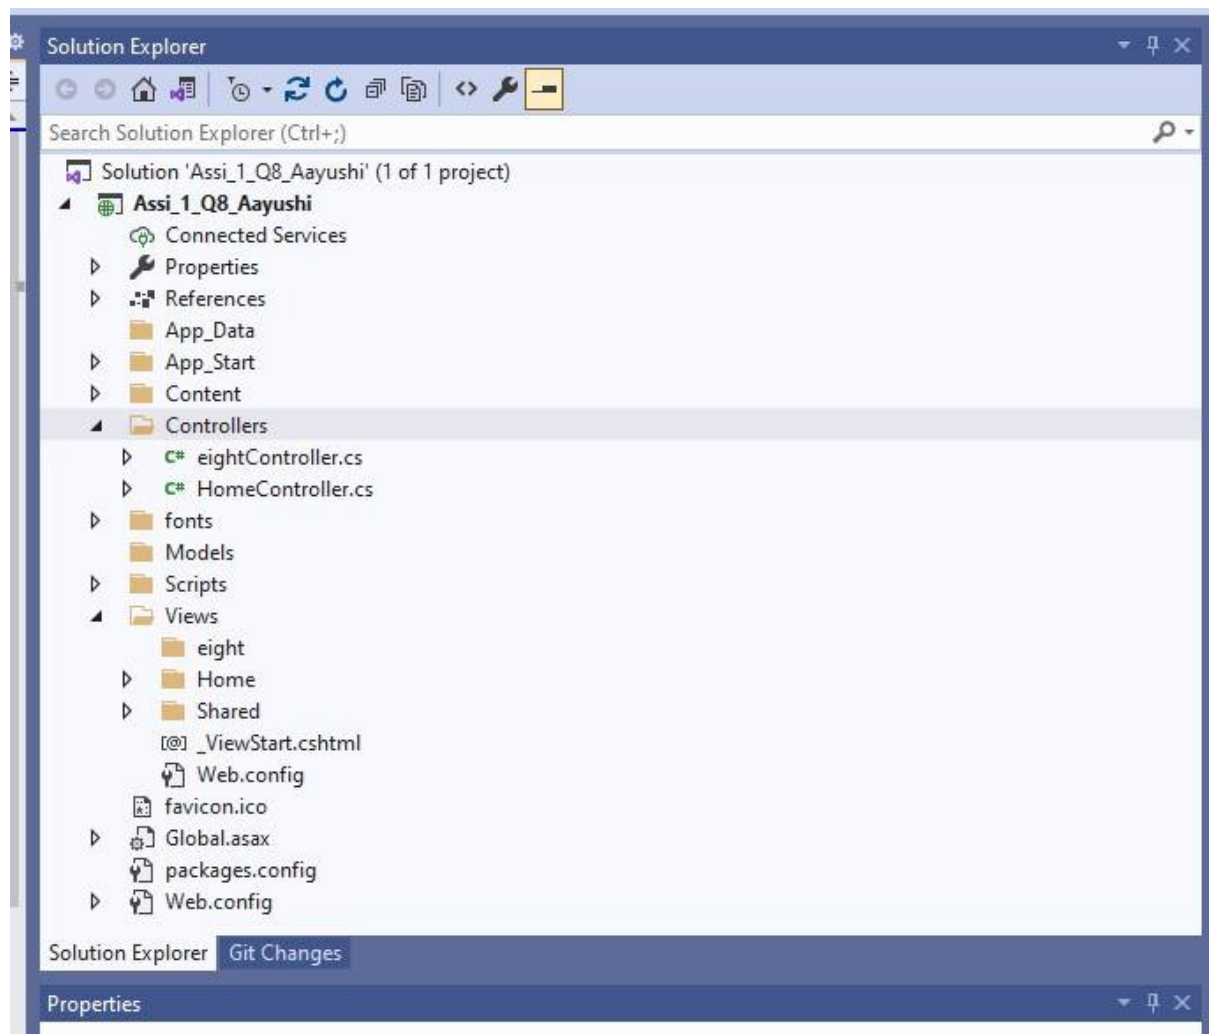 Solution Explorer
Search Solution Explorer (Ctrl+;)
Solution 'Assi_1_Q8_Aayushi' (1 of 1 project)
Assi_1_Q8_Aayushi
Connected Services
Properties
References
App_Data
App_Start
Content
Controllers
C# eightController.cs
C# HomeController.cs
fonts
Models
Scripts
Views
eight
Home
Shared
[@] _ViewStart.cshtml
Web.config
favicon.ico
Global.asax
packages.config
Web.config
Solution Explorer Git Changes
Properties